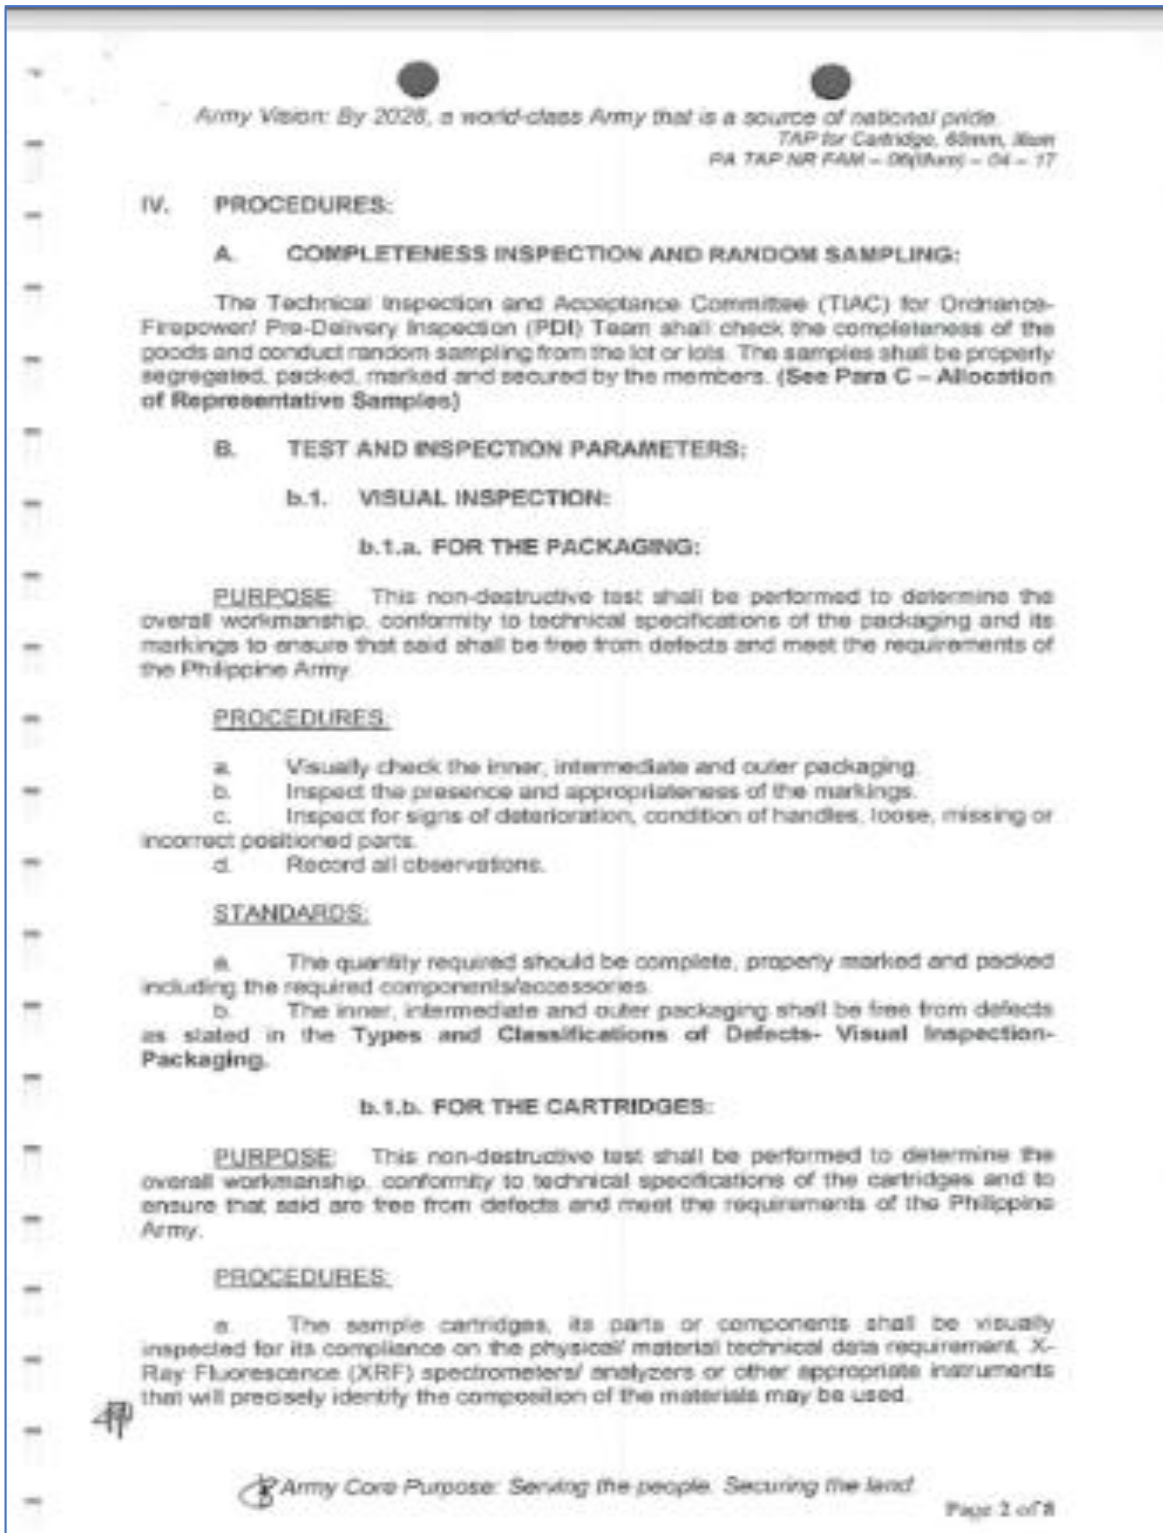 Army Vision: By 2028, a world-class Army that is a source of national pride.
TAP for Cartridge, 60mm, Illum
PA TAP NR FAM – 06(Illum) – 04 – 17
IV. PROCEDURES:
A. COMPLETENESS INSPECTION AND RANDOM SAMPLING:
The Technical Inspection and Acceptance Committee (TIAC) for Ordnance-
Firepower/ Pre-Delivery Inspection (PDI) Team shall check the completeness of the
goods and conduct random sampling from the lot or lots. The samples shall be properly
segregated, packed, marked and secured by the members. (See Para C – Allocation
of Representative Samples)
B. TEST AND INSPECTION PARAMETERS:
b.1. VISUAL INSPECTION:
b.1.a. FOR THE PACKAGING:
PURPOSE: This non-destructive test shall be performed to determine the
overall workmanship, conformity to technical specifications of the packaging and its
markings to ensure that said shall be free from defects and meet the requirements of
the Philippine Army.
PROCEDURES:
a. Visually check the inner, intermediate and outer packaging.
b. Inspect the presence and appropriateness of the markings.
c. Inspect for signs of deterioration, condition of handles, loose, missing or
incorrect positioned parts.
d. Record all observations.
STANDARDS:
a. The quantity required should be complete, properly marked and packed
including the required components/accessories.
b. The inner, intermediate and outer packaging shall be free from defects
as stated in the Types and Classifications of Defects- Visual Inspection-
Packaging.
b.1.b. FOR THE CARTRIDGES:
PURPOSE: This non-destructive test shall be performed to determine the
overall workmanship, conformity to technical specifications of the cartridges and to
ensure that said are free from defects and meet the requirements of the Philippine
Army.
PROCEDURES:
a. The sample cartridges, its parts or components shall be visually
inspected for its compliance on the physical/ material technical data requirement. X-
Ray Fluorescence (XRF) spectrometers/ analyzers or other appropriate instruments
that will precisely identify the composition of the materials may be used.
Army Core Purpose: Serving the people. Securing the land.
Page 2 of 8